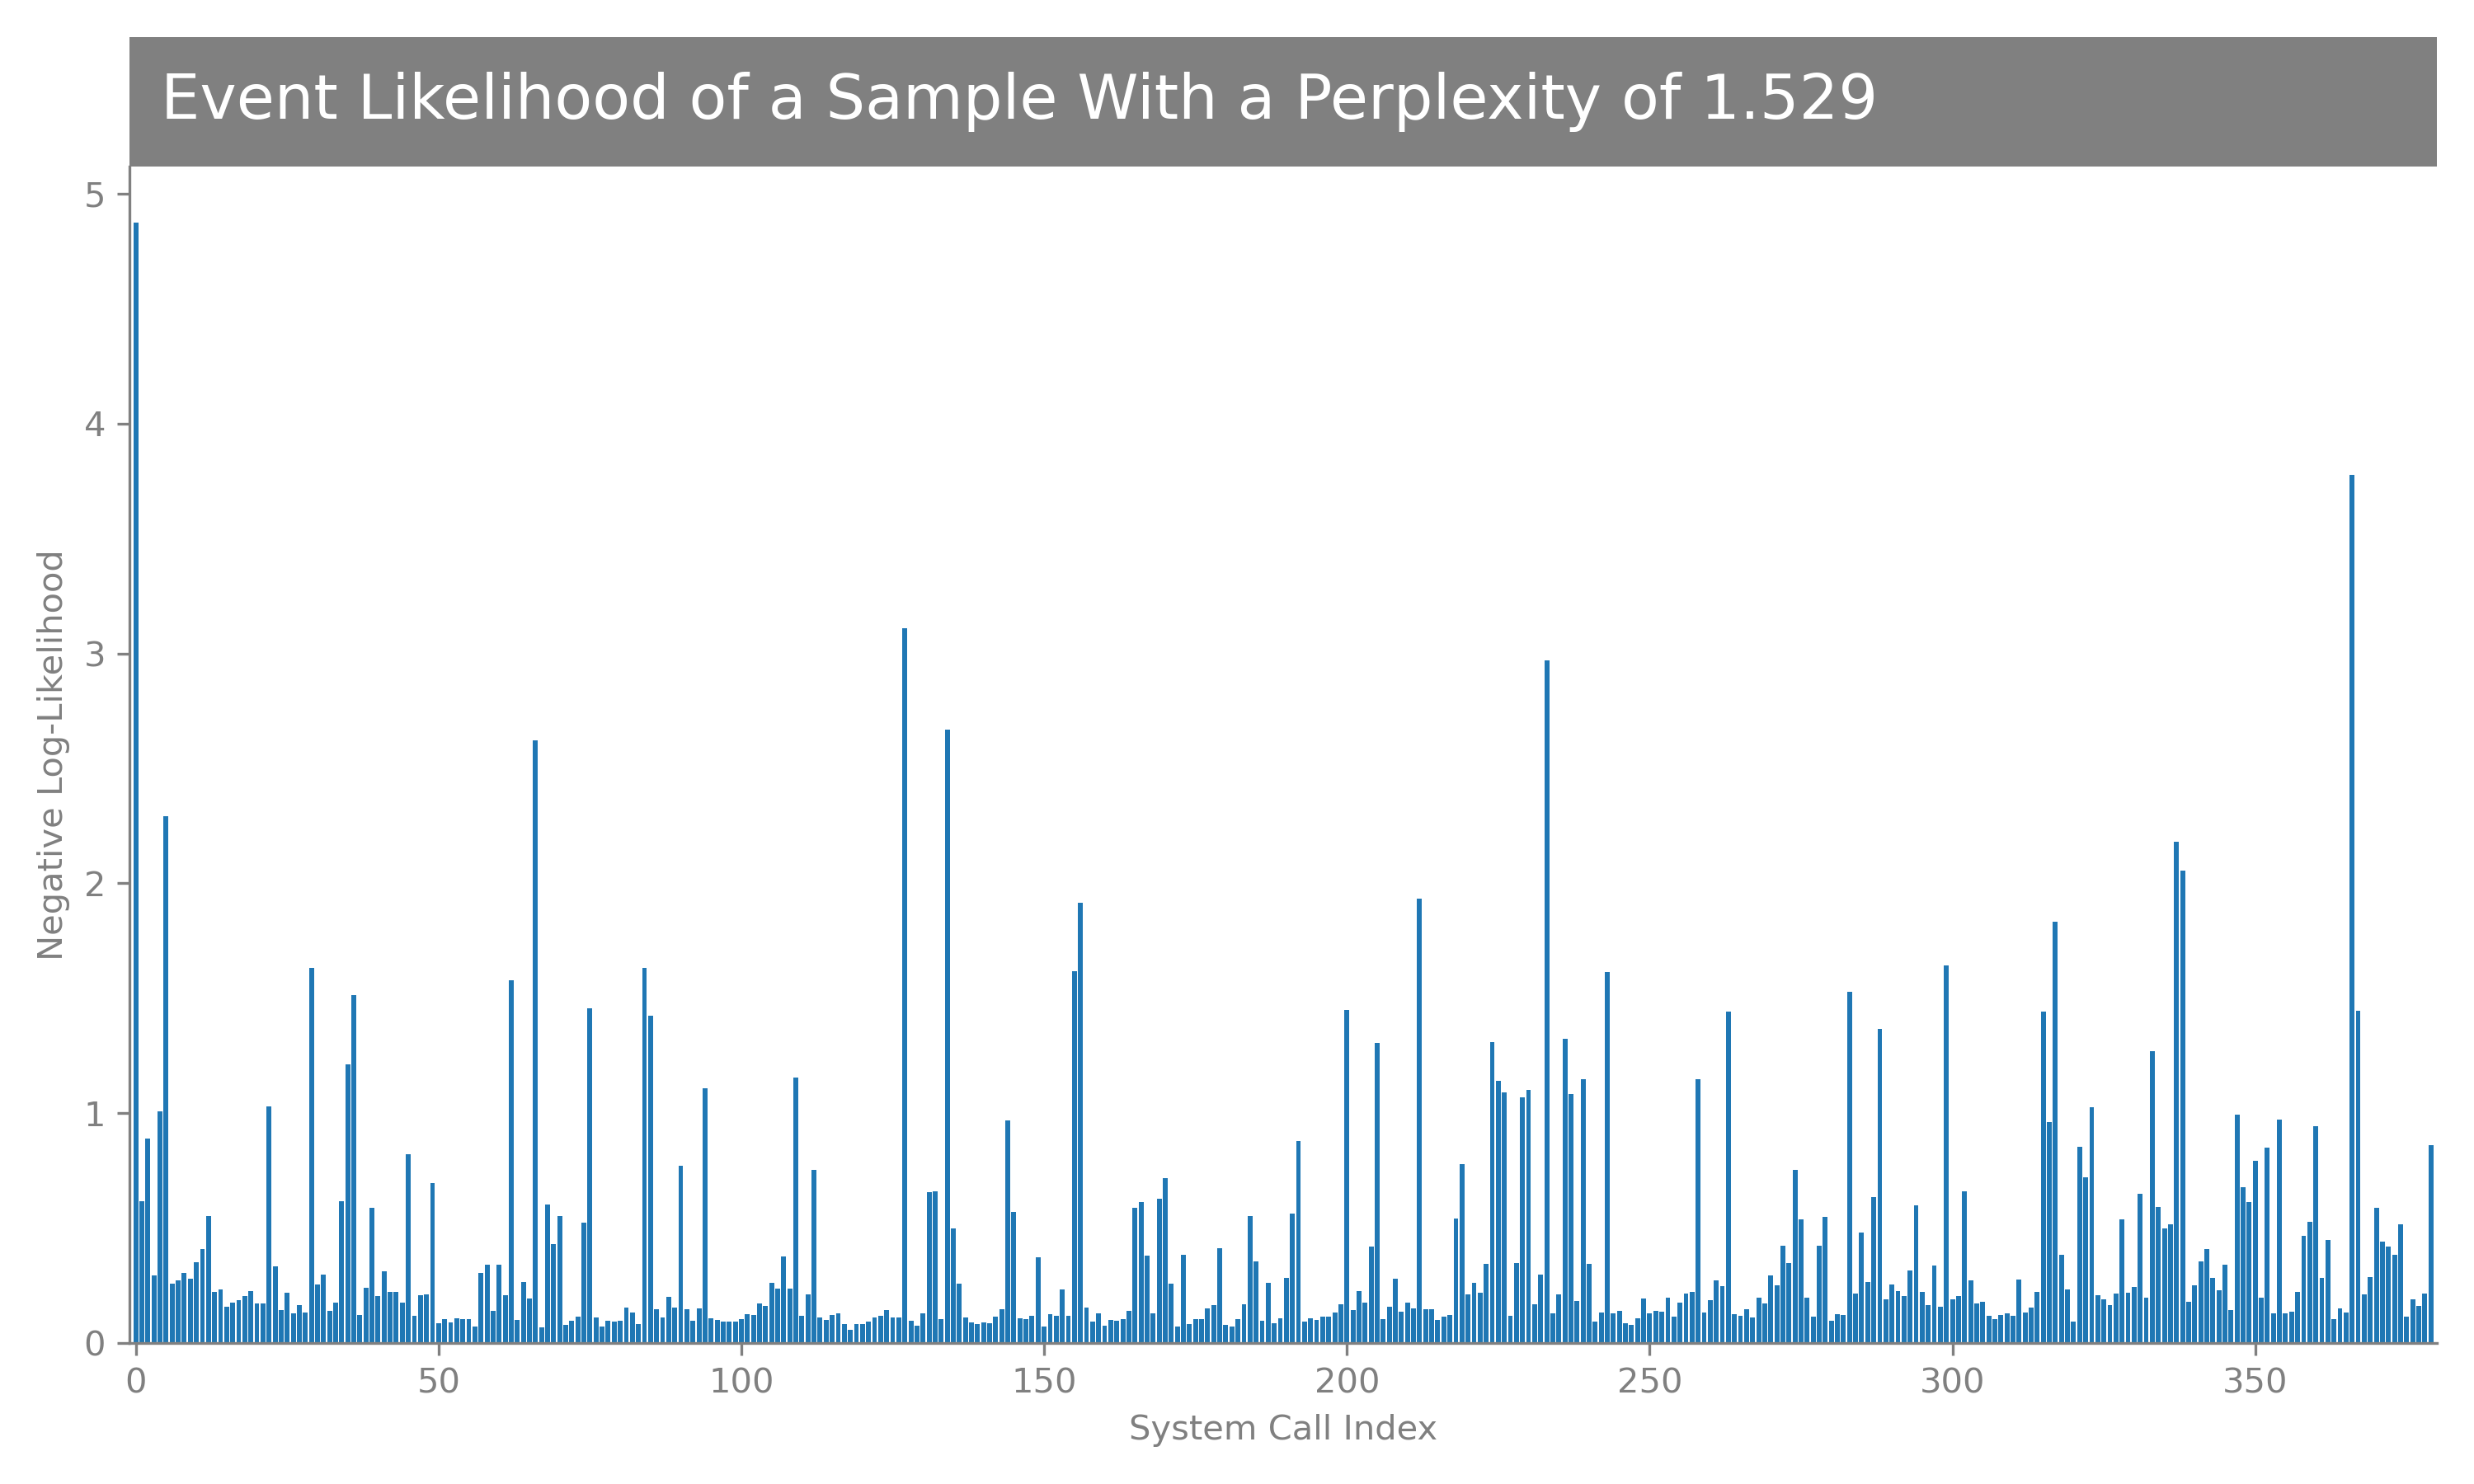 Event Likelihood of a Sample With a Perplexity of 1.529
5
4
3
2
1
0
Negative Log-Likelihood
0 50 100 150 200 250 300 350
System Call Index